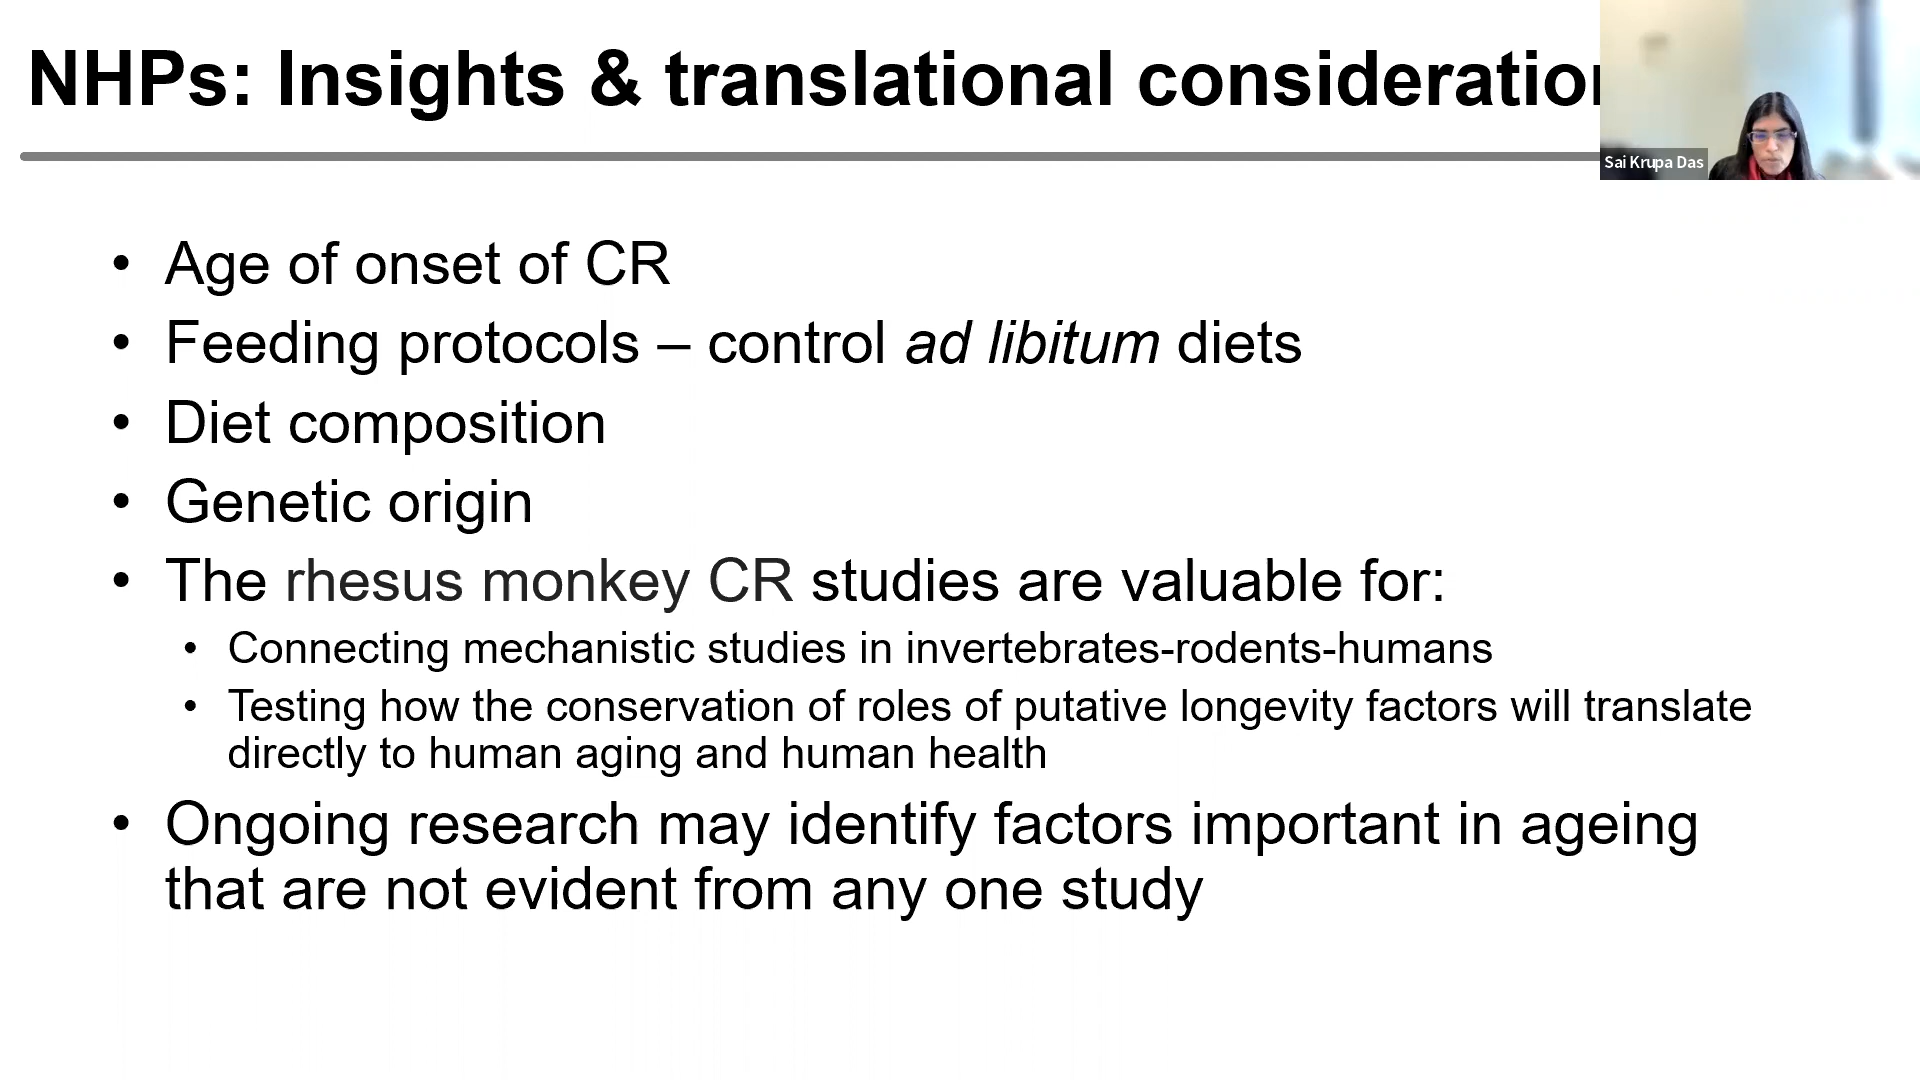 NHPs: Insights & translational consideration
Sai Krupa Das
• Age of onset of CR
• Feeding protocols – control ad libitum diets
• Diet composition
• Genetic origin
• The rhesus monkey CR studies are valuable for:
• Connecting mechanistic studies in invertebrates-rodents-humans
• Testing how the conservation of roles of putative longevity factors will translate
directly to human aging and human health
• Ongoing research may identify factors important in ageing
that are not evident from any one study